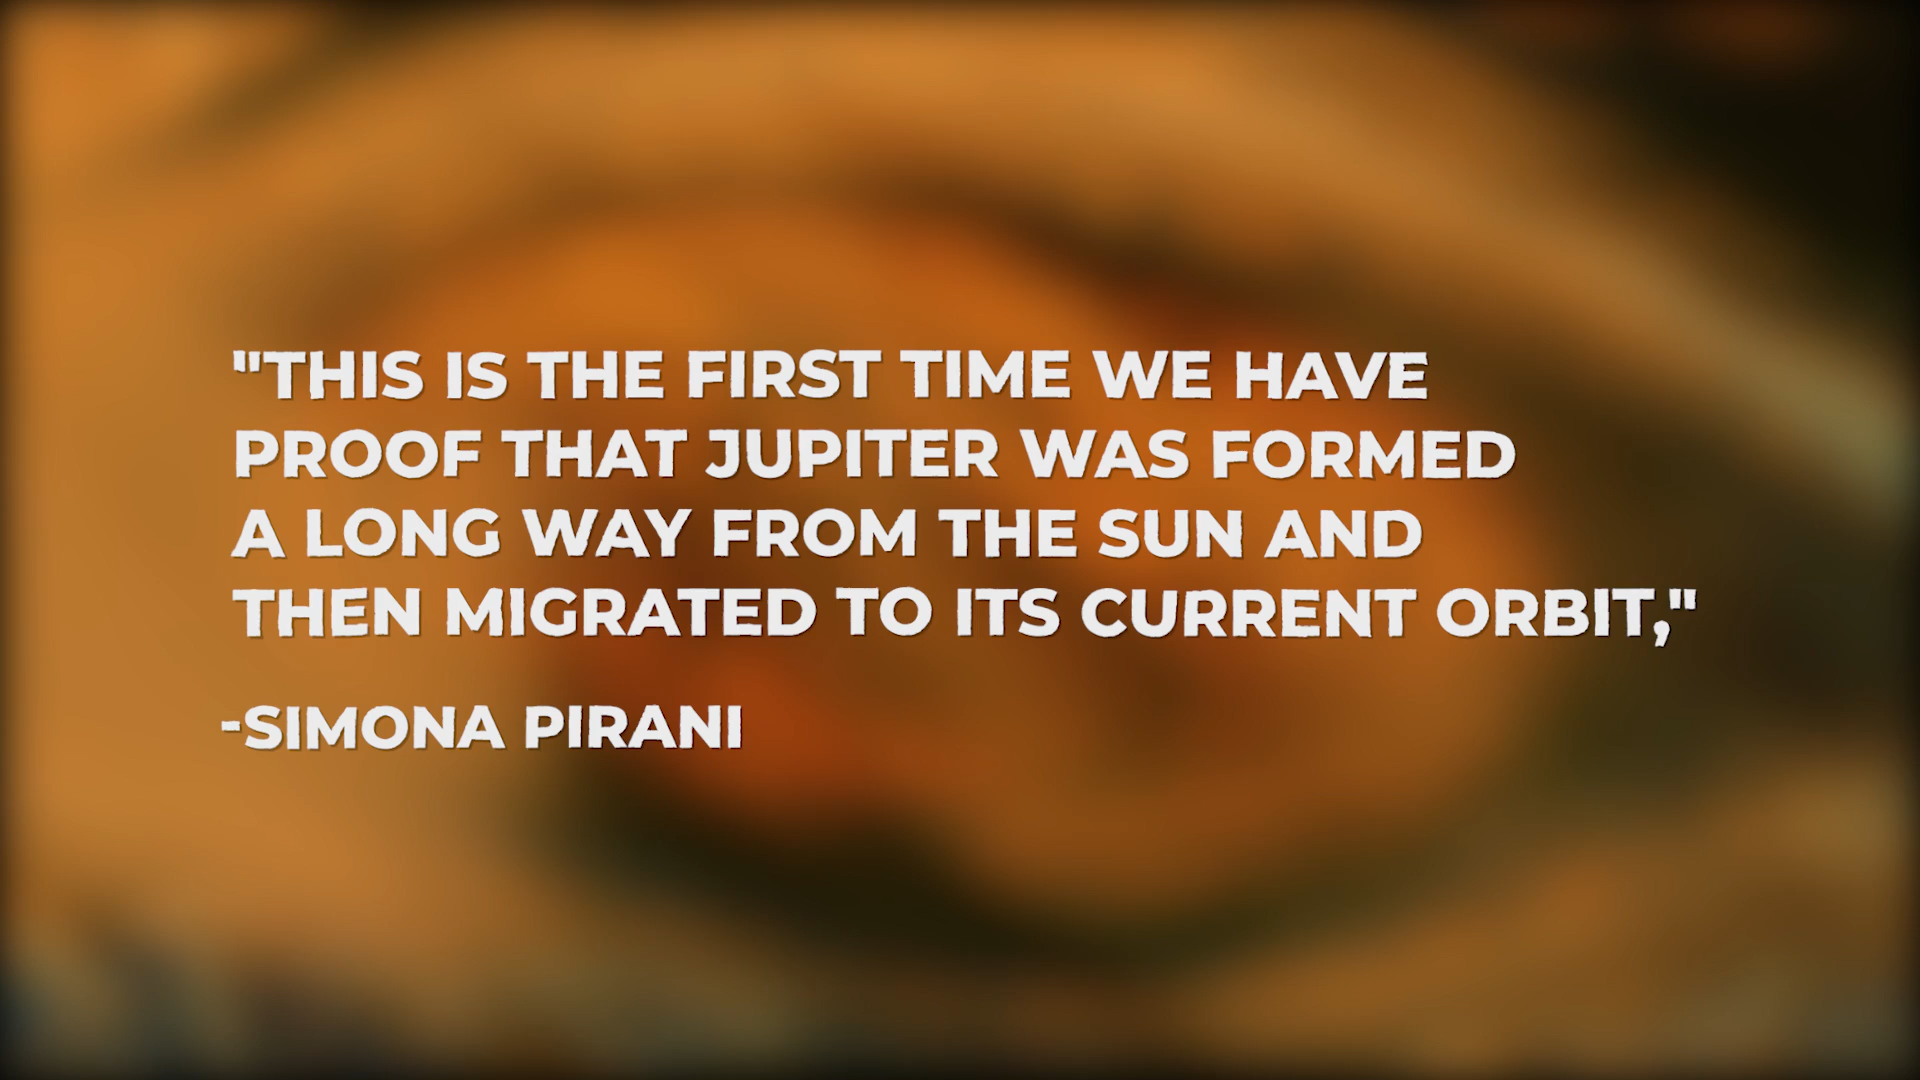 "THIS IS THE FIRST TIME WE HAVE
PROOF THAT JUPITER WAS FORMED
A LONG WAY FROM THE SUN AND
THEN MIGRATED TO ITS CURRENT ORBIT,"
-SIMONA PIRANI